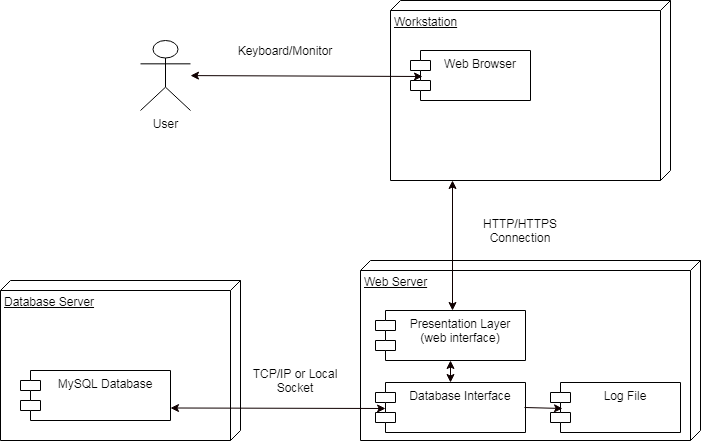 Workstation
Keyboard/Monitor
Web Browser
User
HTTP/HTTPS
Connection
Web Server
Database Server
Presentation Layer
(web interface)
TCP/IP or Local
Socket
MySQL Database
Database Interface
Log File